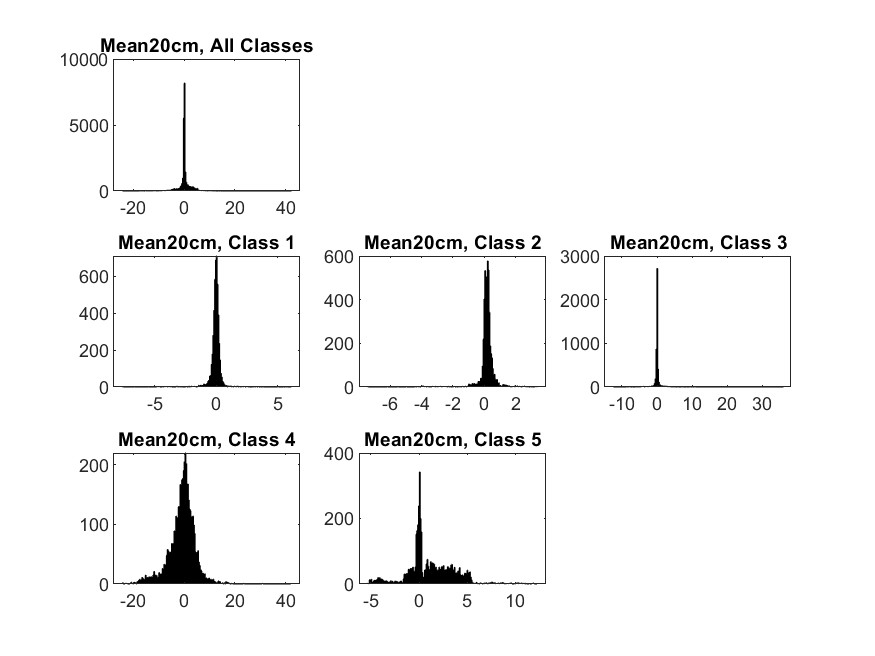 Mean20cm, All Classes
10000
5000
0
-20 0 20 40
Mean20cm, Class 1
600
400
200
0
-5 0 5
Mean20cm, Class 2
600
400
200
0
-6 -4 -2 0 2
Mean20cm, Class 3
3000
2000
1000
0
-10 0 10 20 30
Mean20cm, Class 4
200
100
0
-20 0 20 40
Mean20cm, Class 5
400
200
0
-5 0 5 10